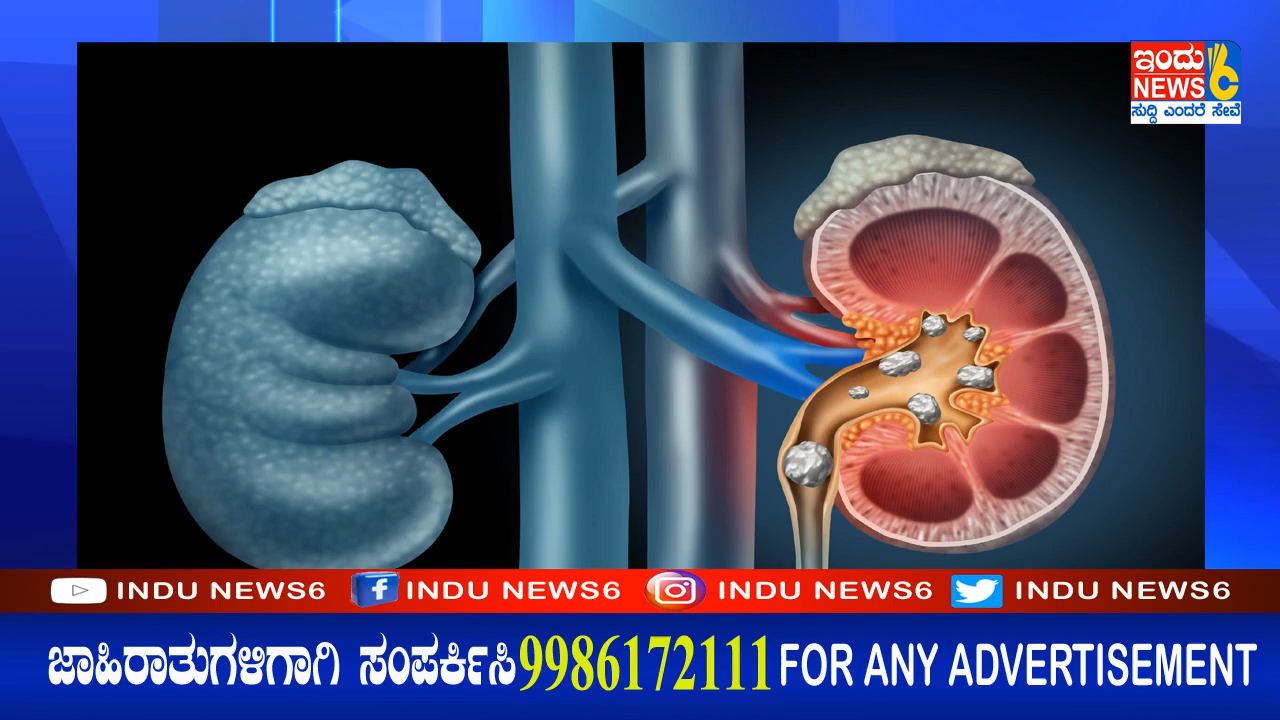 ಇಂದು
NEWS 6
ಸುದ್ದಿ ಎಂದರೆ ಸೇವೆ
INDU NEWS6 INDU NEWS6 INDU NEWS6 INDU NEWS6
ಜಾಹಿರಾತುಗಳಿಗಾಗಿ ಸಂಪರ್ಕಿಸಿ 9986172111 FOR ANY ADVERTISEMENT